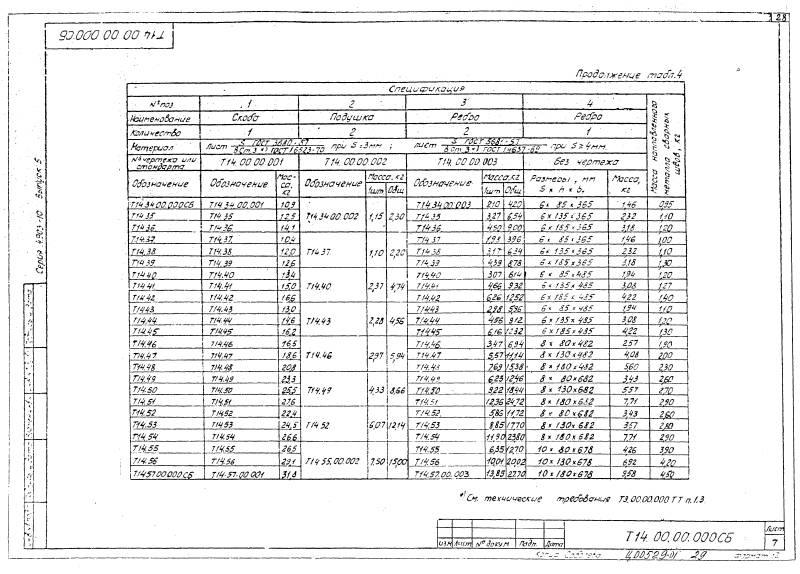 28
Т14 00 00 000СБ
Продолжение табл.4
Спецификация
№ поз 1 2 3 4
Наименование Скоба Подушка Ребро Ребро
Количество 1 2 2 1
Материал Лист ГОСТ 16523-70 при S=3мм; лист ГОСТ 14637-69 при S≥4мм.
№ чертежа или стандарта Т14.00.00.001 Т14.00.00.002 Т14.00.00.003 Без чертежа
Масса наплавленного металла сварных швов, кг
Обозначение Обозначение Масса, кг Обозначение Масса, кг 1шт Общ Обозначение Масса, кг 1шт Общ Размеры, мм S × h × b. Масса, кг
Т14.34.00.000СБ Т14.34.00.001 10,9 Т14.34.00.003 2,10 4,20 6 × 85 × 365 1,46 0,95
Т14.35 Т14.35 12,5 Т14.34.00.002 1,15 2,30 Т14.35 3,27 6,54 6 × 135 × 365 2,32 1,10
Т14.36 Т14.36 14,1 Т14.36 4,50 9,00 6 × 185 × 365 3,18 1,20
Т14.37 Т14.37 10,4 Т14.37 1,98 3,96 6 × 85 × 365 1,46 1,00
Т14.38 Т14.38 12,0 Т14.37 1,10 2,20 Т14.38 3,17 6,34 6 × 135 × 365 2,32 1,10
Т14.39 Т14.39 12,6 Т14.39 4,39 8,78 6 × 185 × 365 3,18 1,30
Т14.40 Т14.40 13,4 Т14.40 3,07 6,14 6 × 85 × 485 1,94 1,20
Т14.41 Т14.41 15,0 Т14.40 2,37 4,74 Т14.41 4,66 9,32 6 × 135 × 485 3,08 1,27
Т14.42 Т14.42 16,6 Т14.42 6,26 12,52 6 × 185 × 485 4,22 1,40
Т14.43 Т14.43 13,0 Т14.43 2,98 5,96 6 × 85 × 485 1,94 1,10
Т14.44 Т14.44 14,6 Т14.43 2,28 4,56 Т14.44 4,56 9,12 6 × 135 × 485 3,08 1,20
Т14.45 Т14.45 16,2 Т14.45 6,16 12,32 6 × 185 × 485 4,22 1,30
Т14.46 Т14.46 16,5 Т14.46 3,47 6,94 8 × 80 × 482 2,57 1,90
Т14.47 Т14.47 18,6 Т14.46 2,97 5,94 Т14.47 5,57 11,14 8 × 130 × 482 4,08 2,00
Т14.48 Т14.48 20,8 Т14.48 7,69 15,38 8 × 180 × 482 5,60 2,30
Т14.49 Т14.49 23,3 Т14.49 6,23 12,46 8 × 80 × 682 3,43 2,60
Т14.50 Т14.50 25,5 Т14.49 4,33 8,66 Т14.50 9,22 18,44 8 × 130 × 682 5,57 2,70
Т14.51 Т14.51 27,6 Т14.51 12,36 24,72 8 × 180 × 682 7,71 2,90
Т14.52 Т14.52 22,4 Т14.52 5,86 11,72 8 × 80 × 682 3,43 2,60
Т14.53 Т14.53 24,5 Т14.52 6,07 12,14 Т14.53 8,85 17,70 8 × 130 × 682 3,57 2,80
Т14.54 Т14.54 26,6 Т14.54 11,90 23,80 8 × 180 × 682 7,71 2,90
Т14.55 Т14.55 26,5 Т14.55 6,35 12,70 10 × 80 × 678 4,26 3,90
Т14.56 Т14.56 29,1 Т14.55.00.002 7,50 15,00 Т14.56 10,01 20,02 10 × 130 × 678 6,92 4,20
Т14.57.00.000СБ Т14.57.00.001 31,8 Т14.57.00.003 13,85 27,70 10 × 180 × 678 9,58 4,50
*) См. технические требования Т3.00.00.000 ТТ п.1.3.
Серия 4.903-10 Выпуск 5
Изм. Лист № докум. Подп. Дата
Т14.00.00.000СБ
Лист 7
Ц00529-01 29
Формат 12